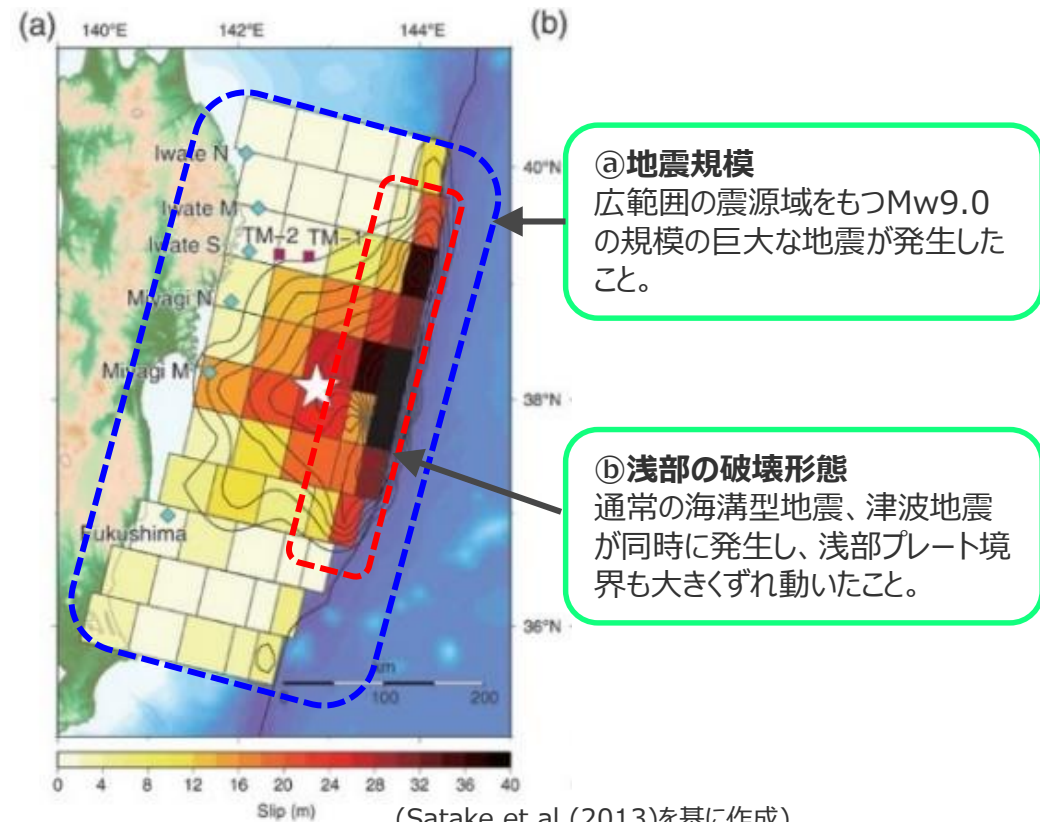 (a)
140°E
142°E
144°E
(b)
Iwate N
Iwate M
Iwate S
TM-2 TM-1
Miyagi N
Miyagi M
Fukushima
40°N
38°N
36°N
km
0 100 200
0 4 8 12 16 20 24 28 32 36 40
Slip (m)
ⓐ地震規模
広範囲の震源域をもつMw9.0
の規模の巨大な地震が発生した
こと。
ⓑ浅部の破壊形態
通常の海溝型地震、津波地震
が同時に発生し、浅部プレート境
界も大きくずれ動いたこと。
(Satake et al.(2013)を基に作成)